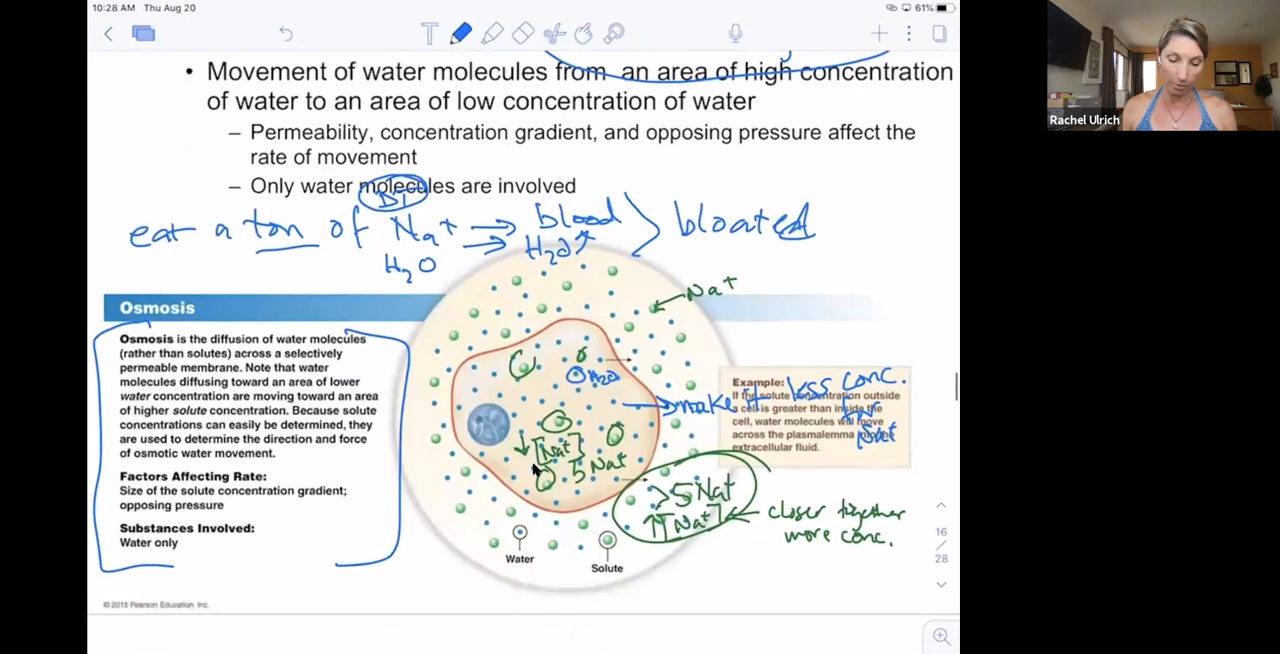 10:28 AM Thu Aug 20
61%
Rachel Ulrich
• Movement of water molecules from an area of high concentration
of water to an area of low concentration of water
– Permeability, concentration gradient, and opposing pressure affect the
rate of movement
– Only water molecules are involved
eat a ton of Na+ → blood
H₂O → H₂O↑
bloated
Osmosis
Osmosis is the diffusion of water molecules
(rather than solutes) across a selectively
permeable membrane. Note that water
molecules diffusing toward an area of lower
water concentration are moving toward an area
of higher solute concentration. Because solute
concentrations can easily be determined, they
are used to determine the direction and force
of osmotic water movement.
Factors Affecting Rate:
Size of the solute concentration gradient;
opposing pressure
Substances Involved:
Water only
Na+
H₂O
→ make it less conc.
for
Na+
Example:
If the solute concentration outside
a cell is greater than inside the
cell, water molecules will move
across the plasmalemma into the
extracellular fluid.
↓[Na+]
5 Na+
>5 Na+
↑[Na+]
closer together
more conc.
Water
Solute
16
/
28
© 2015 Pearson Education, Inc.